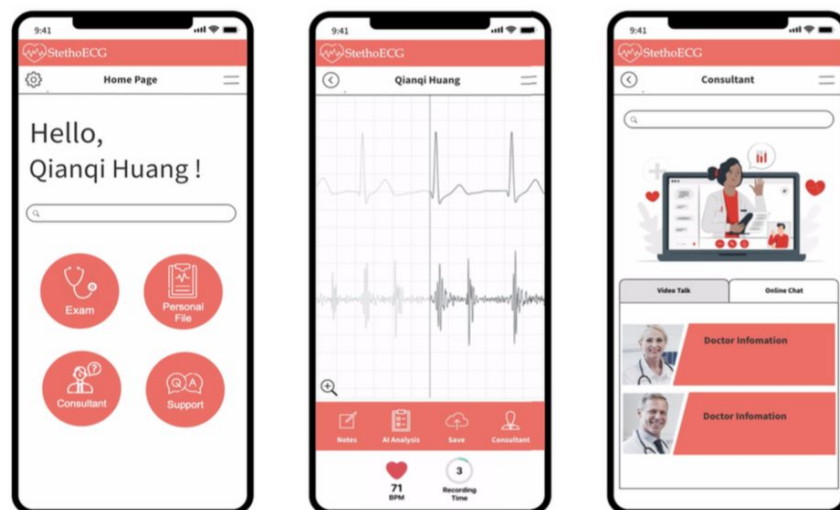 9:41
StethoECG
Home Page
Hello,
Qianqi Huang !
Exam
Personal
File
Consultant
Q A
Support
9:41
StethoECG
Qianqi Huang
Notes
AI Analysis
Save
Consultant
71
BPM
3
Recording
Time
9:41
StethoECG
Consultant
Video Talk
Online Chat
Doctor Infomation
Doctor Infomation